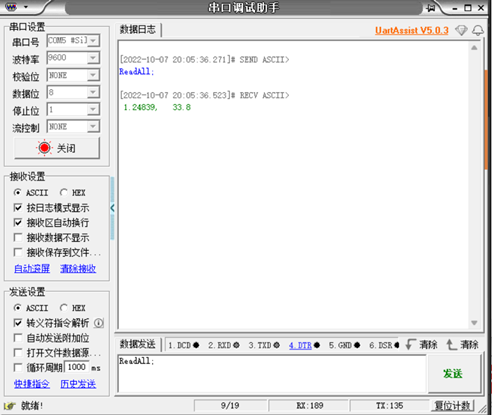 串口调试助手
串口设置
串口号 COM5 #Sil
波特率 9600
校验位 NONE
数据位 8
停止位 1
流控制 NONE
关闭
接收设置
ASCII HEX
按日志模式显示
接收区自动换行
接收数据不显示
接收保存到文件...
自动滚屏 清除接收
发送设置
ASCII HEX
转义符指令解析
自动发送附加位
打开文件数据源...
循环周期 1000 ms
快捷指令 历史发送
数据日志 UartAssist V5.0.3
[2022-10-07 20:05:36.271]# SEND ASCII>
ReadAll;
[2022-10-07 20:05:36.523]# RECV ASCII>
1.24839, 33.8
数据发送 1.DCD 2.RXD 3.TXD 4.DTR 5.GND 6.DSR 清除 清除
ReadAll;
发送
就绪! 9/19 RX:189 TX:135 复位计数